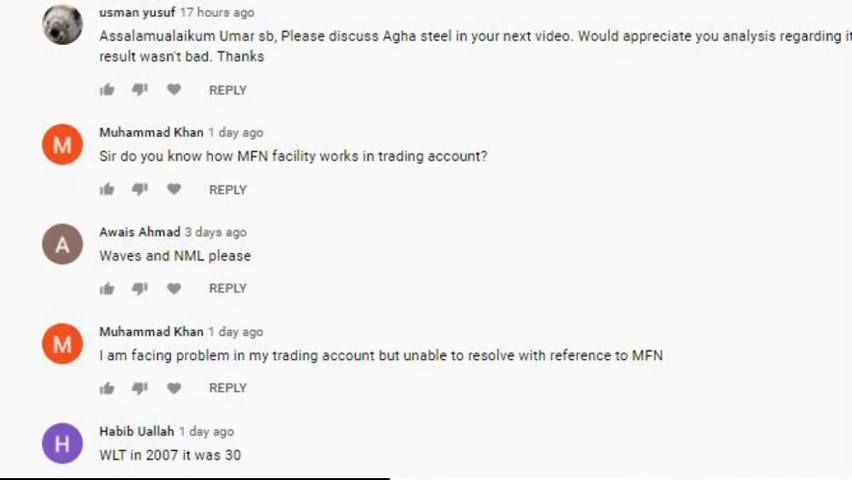 usman yusuf 17 hours ago
Assalamualaikum Umar sb, Please discuss Agha steel in your next video. Would appreciate you analysis regarding it
result wasn't bad. Thanks
REPLY
M
Muhammad Khan 1 day ago
Sir do you know how MFN facility works in trading account?
REPLY
A
Awais Ahmad 3 days ago
Waves and NML please
REPLY
M
Muhammad Khan 1 day ago
I am facing problem in my trading account but unable to resolve with reference to MFN
REPLY
H
Habib Uallah 1 day ago
WLT in 2007 it was 30